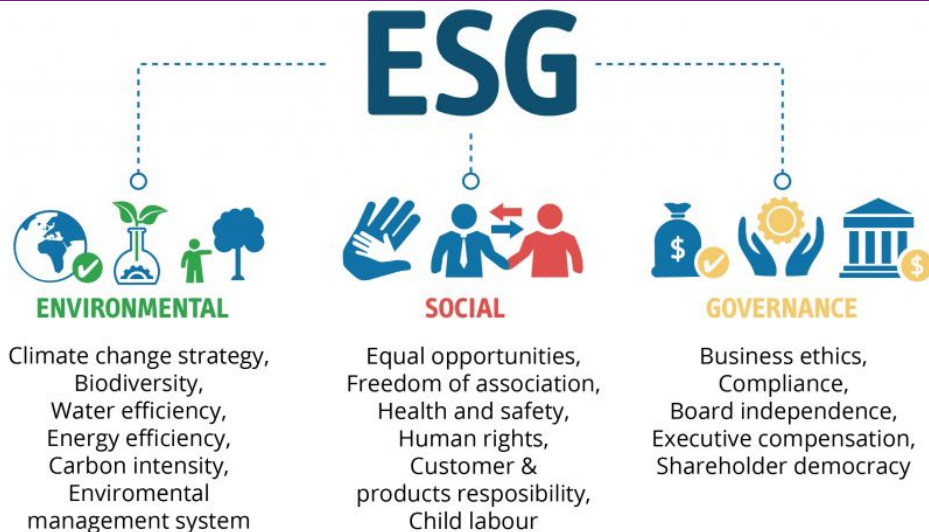 ESG
ENVIRONMENTAL
Climate change strategy,
Biodiversity,
Water efficiency,
Energy efficiency,
Carbon intensity,
Enviromental
management system
SOCIAL
Equal opportunities,
Freedom of association,
Health and safety,
Human rights,
Customer &
products resposibility,
Child labour
$
$
GOVERNANCE
Business ethics,
Compliance,
Board independence,
Executive compensation,
Shareholder democracy